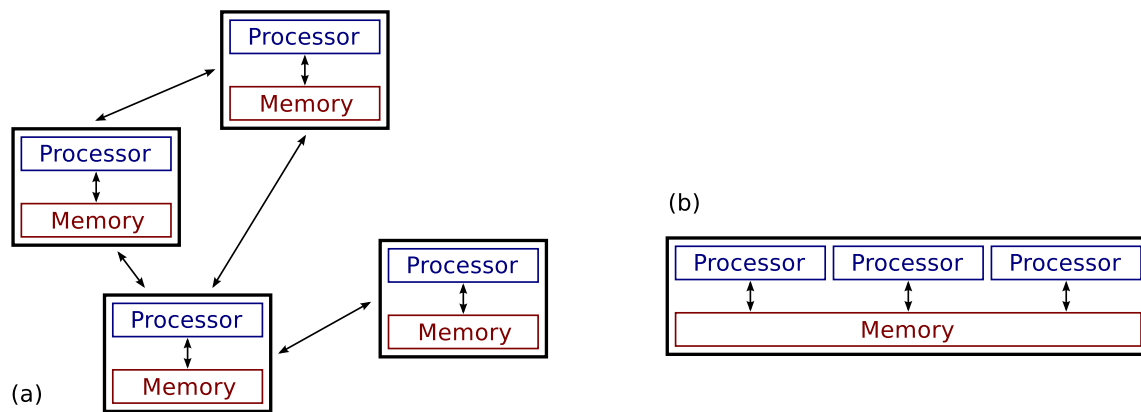 Processor
Memory
Processor
Memory
Processor
Memory
Processor
Memory
(a)
(b)
Processor Processor Processor
Memory